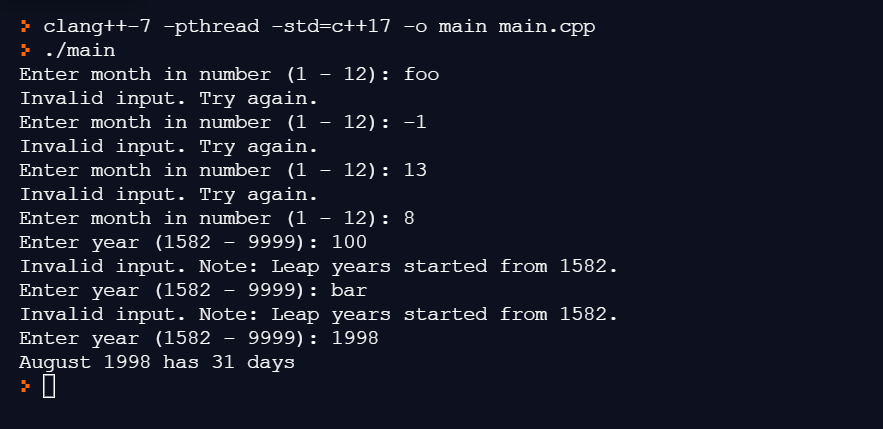 > clang++-7 -pthread -std=c++17 -o main main.cpp
> ./main
Enter month in number (1 - 12): foo
Invalid input. Try again.
Enter month in number (1 - 12): -1
Invalid input. Try again.
Enter month in number (1 - 12): 13
Invalid input. Try again.
Enter month in number (1 - 12): 8
Enter year (1582 - 9999): 100
Invalid input. Note: Leap years started from 1582.
Enter year (1582 - 9999): bar
Invalid input. Note: Leap years started from 1582.
Enter year (1582 - 9999): 1998
August 1998 has 31 days
>